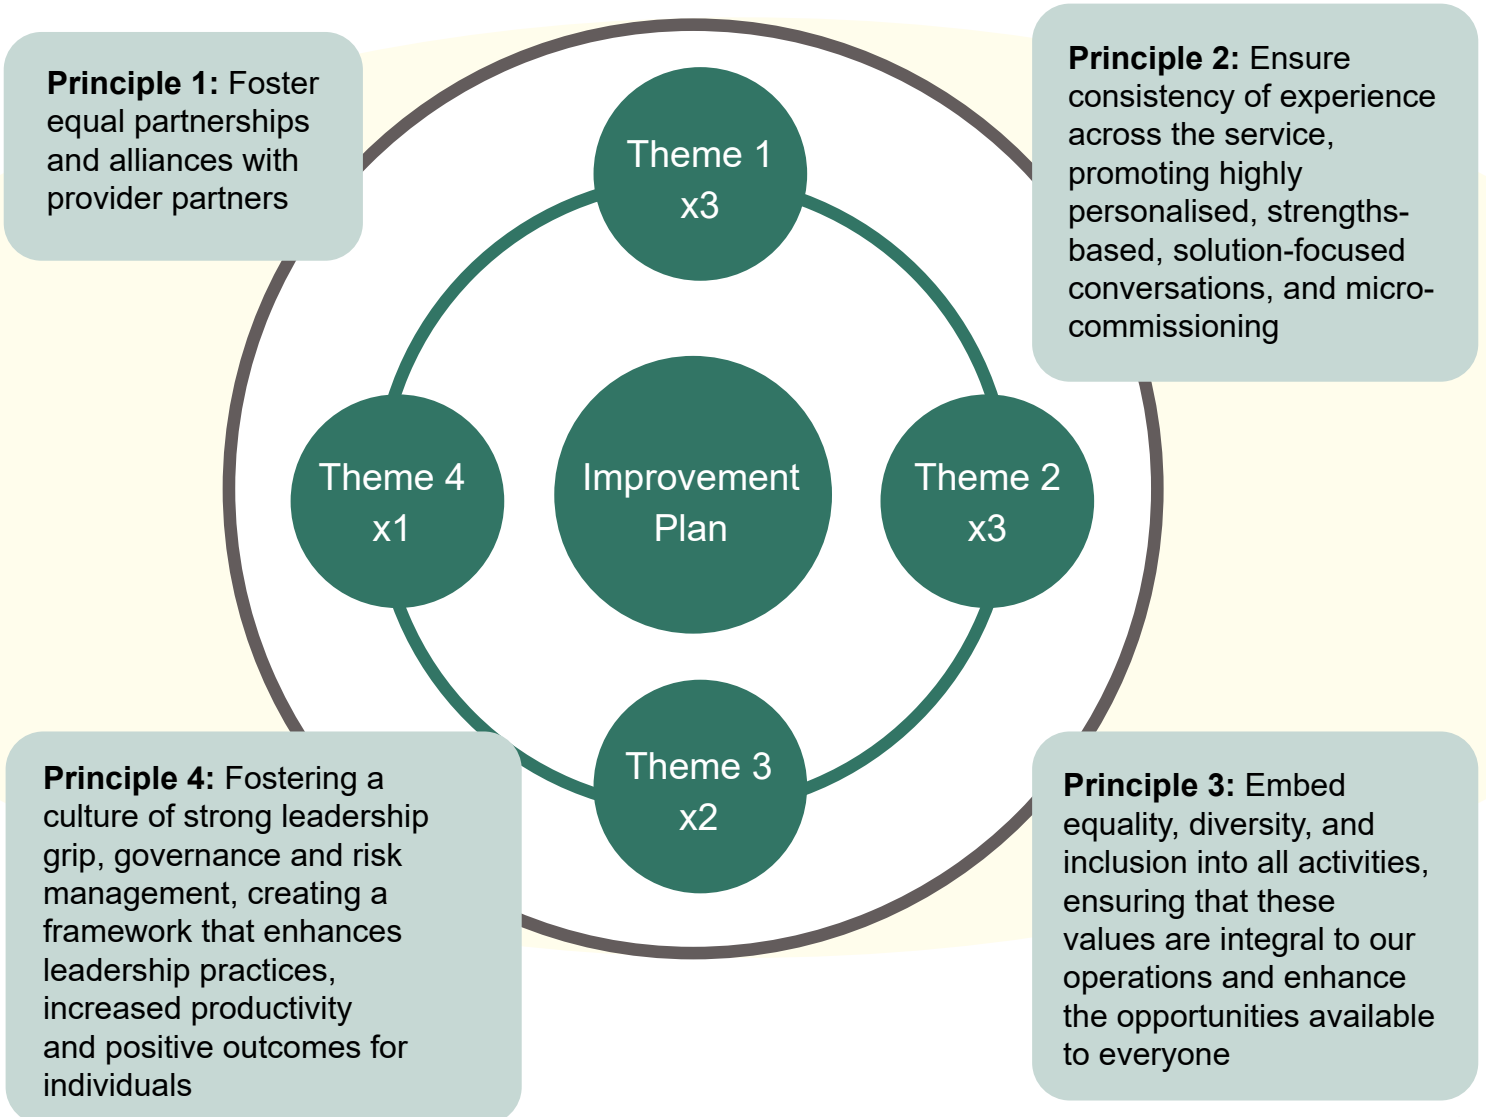 Principle 1: Foster
equal partnerships
and alliances with
provider partners
Principle 2: Ensure
consistency of experience
across the service,
promoting highly
personalised, strengths-
based, solution-focused
conversations, and micro-
commissioning
Theme 1
x3
Theme 4
x1
Improvement
Plan
Theme 2
x3
Theme 3
x2
Principle 4: Fostering a
culture of strong leadership
grip, governance and risk
management, creating a
framework that enhances
leadership practices,
increased productivity
and positive outcomes for
individuals
Principle 3: Embed
equality, diversity, and
inclusion into all activities,
ensuring that these
values are integral to our
operations and enhance
the opportunities available
to everyone